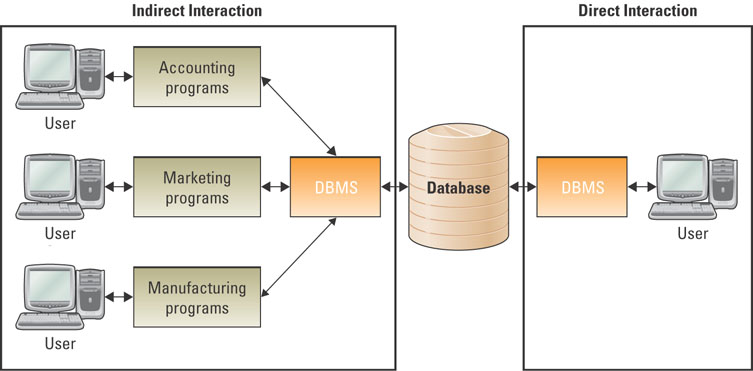 Indirect Interaction
Direct Interaction
Accounting
programs
User
Marketing
programs
DBMS
Database
DBMS
User
User
Manufacturing
programs
User